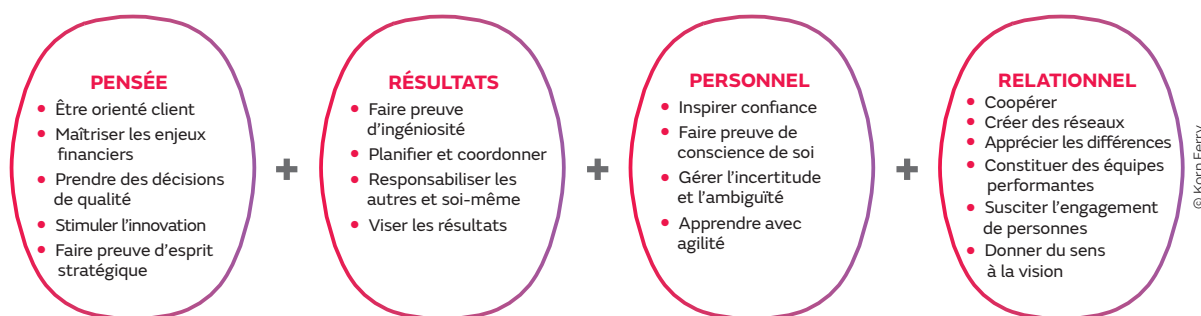 PENSÉE
• Être orienté client
• Maîtriser les enjeux
financiers
• Prendre des décisions
de qualité
• Stimuler l'innovation
• Faire preuve d'esprit
stratégique
+
RÉSULTATS
• Faire preuve
d'ingéniosité
• Planifier et coordonner
• Responsabiliser les
autres et soi-même
• Viser les résultats
+
PERSONNEL
• Inspirer confiance
• Faire preuve de
conscience de soi
• Gérer l'incertitude
et l'ambiguïté
• Apprendre avec
agilité
+
RELATIONNEL
• Coopérer
• Créer des réseaux
• Apprécier les différences
• Constituer des équipes
performantes
• Susciter l'engagement
de personnes
• Donner du sens
à la vision
© Korn Ferry